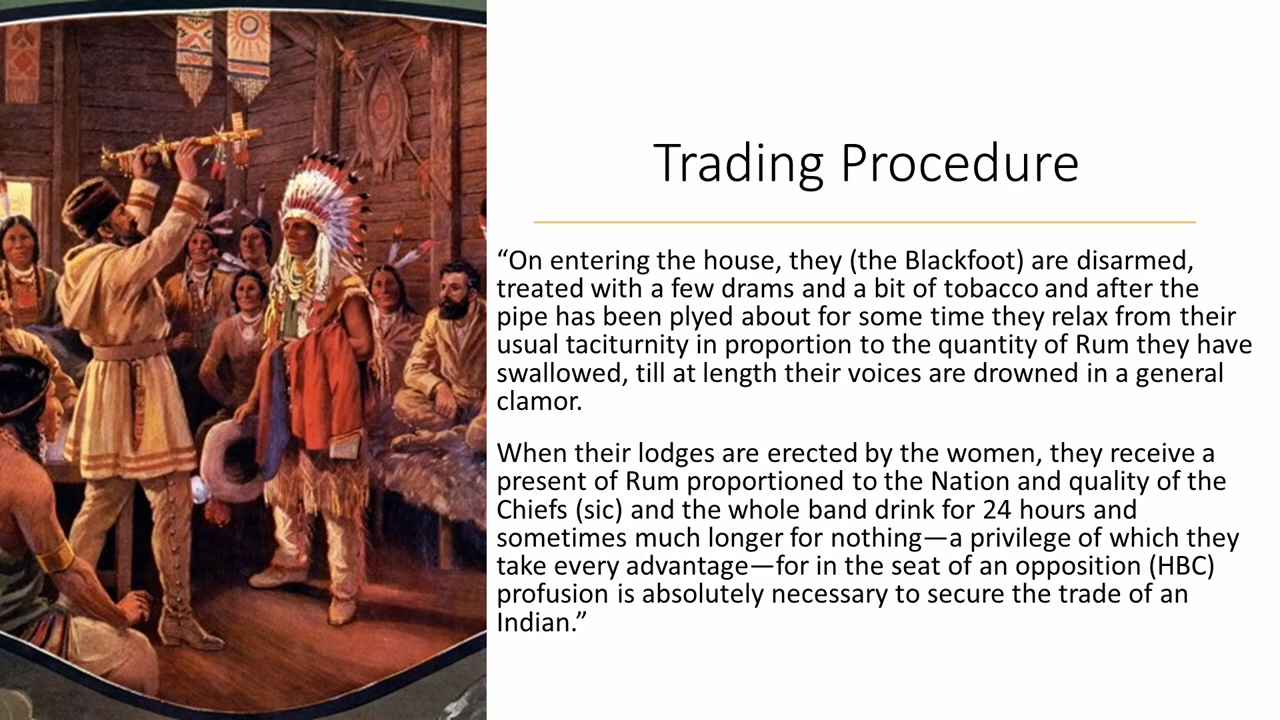 Trading Procedure
“On entering the house, they (the Blackfoot) are disarmed,
treated with a few drams and a bit of tobacco and after the
pipe has been plyed about for some time they relax from their
usual taciturnity in proportion to the quantity of Rum they have
swallowed, till at length their voices are drowned in a general
clamor.
When their lodges are erected by the women, they receive a
present of Rum proportioned to the Nation and quality of the
Chiefs (sic) and the whole band drink for 24 hours and
sometimes much longer for nothing—a privilege of which they
take every advantage—for in the seat of an opposition (HBC)
profusion is absolutely necessary to secure the trade of an
Indian.”